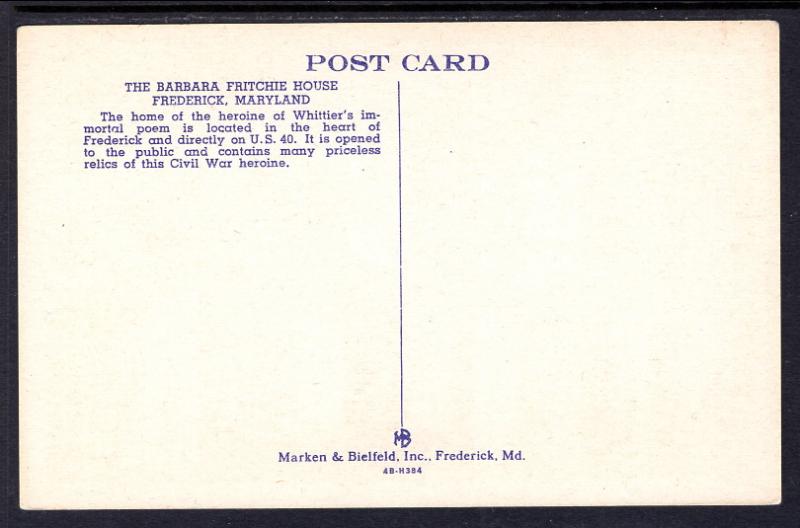 POST CARD
THE BARBARA FRITCHIE HOUSE
FREDERICK, MARYLAND
The home of the heroine of Whittier's im-
mortal poem is located in the heart of
Frederick and directly on U.S. 40. It is opened
to the public and contains many priceless
relics of this Civil War heroine.
MB
Marken & Bielfeld, Inc., Frederick, Md.
4B-H384